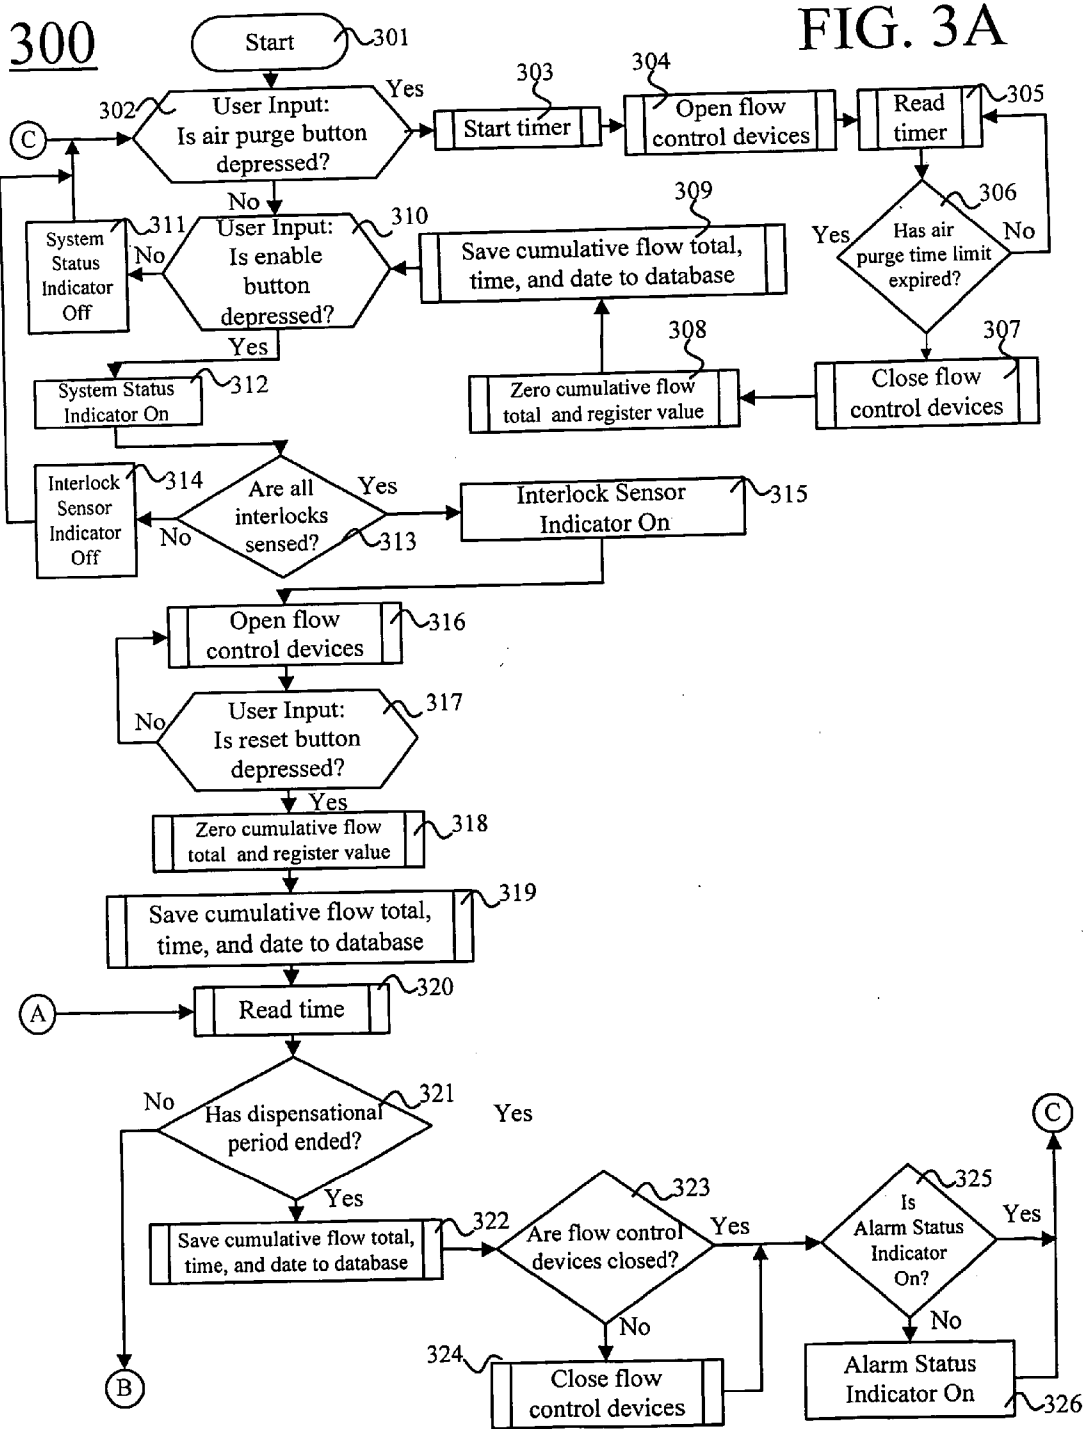 300
FIG. 3A
Start
301
302
User Input:
Is air purge button
depressed?
Yes
No
C
303
Start timer
304
Open flow
control devices
305
Read
timer
306
Has air
purge time limit
expired?
Yes
No
307
Close flow
control devices
308
Zero cumulative flow
total and register value
309
Save cumulative flow total,
time, and date to database
310
User Input:
Is enable
button
depressed?
No
Yes
311
System
Status
Indicator
Off
312
System Status
Indicator On
313
Are all
interlocks
sensed?
Yes
No
314
Interlock
Sensor
Indicator
Off
315
Interlock Sensor
Indicator On
316
Open flow
control devices
317
User Input:
Is reset button
depressed?
No
Yes
318
Zero cumulative flow
total and register value
319
Save cumulative flow total,
time, and date to database
320
Read time
A
321
Has dispensational
period ended?
No
Yes
Yes
B
322
Save cumulative flow total,
time, and date to database
323
Are flow control
devices closed?
Yes
No
324
Close flow
control devices
325
Is
Alarm Status
Indicator
On?
Yes
No
C
Alarm Status
Indicator On
326